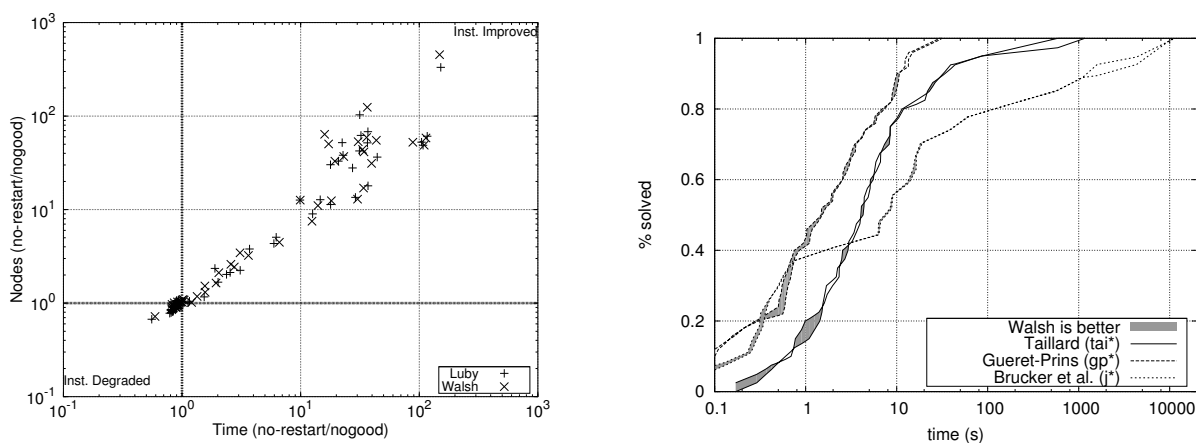 10^3
Inst. Improved
10^2
10^1
10^0
10^-1
Nodes (no-restart/nogood)
Inst. Degraded
Luby
Walsh
10^-1
10^0
10^1
10^2
10^3
Time (no-restart/nogood)
1
0.8
0.6
0.4
0.2
0
% solved
Walsh is better
Taillard (tai*)
Gueret-Prins (gp*)
Brucker et al. (j*)
0.1
1
10
100
1000
10000
time (s)